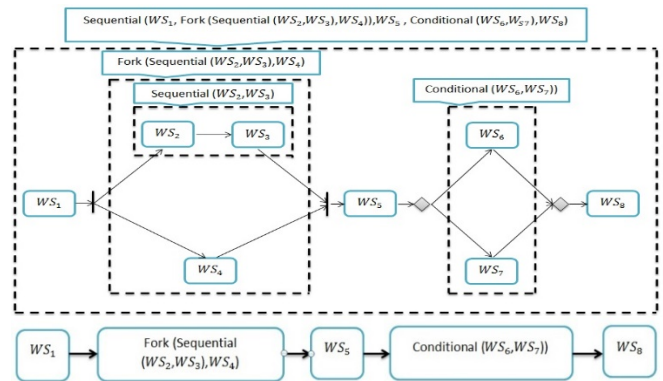 Sequential (WS₁, Fork (Sequential (WS₂,WS₃),WS₄)),WS₅ , Conditional (WS₆,WS₇),WS₈)
Fork (Sequential (WS₂,WS₃),WS₄)
Sequential (WS₂,WS₃)
Conditional (WS₆,WS₇))
WS₂
WS₃
WS₆
WS₁
WS₅
WS₈
WS₄
WS₇
WS₁
Fork (Sequential
(WS₂,WS₃),WS₄)
WS₅
Conditional (WS₆,WS₇))
WS₈